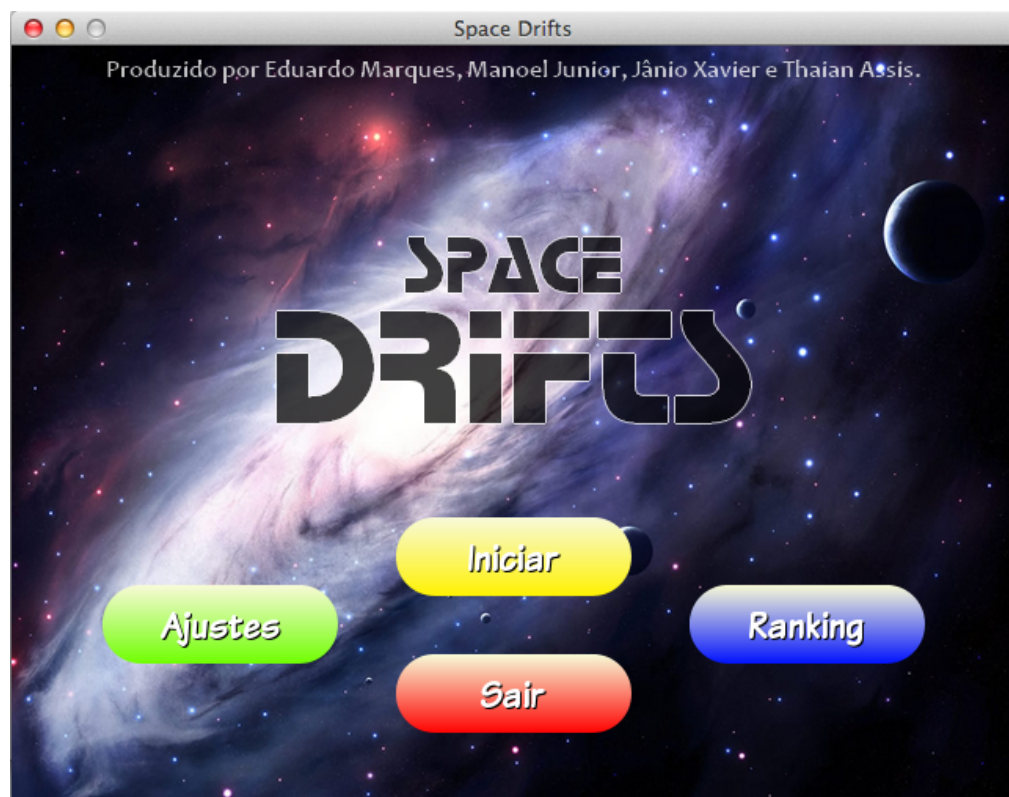 Space Drifts
Produzido por Eduardo Marques, Manoel Junior, Jânio Xavier e Thaian Assis.
SPACE
DRIFTS
Iniciar
Ajustes
Ranking
Sair